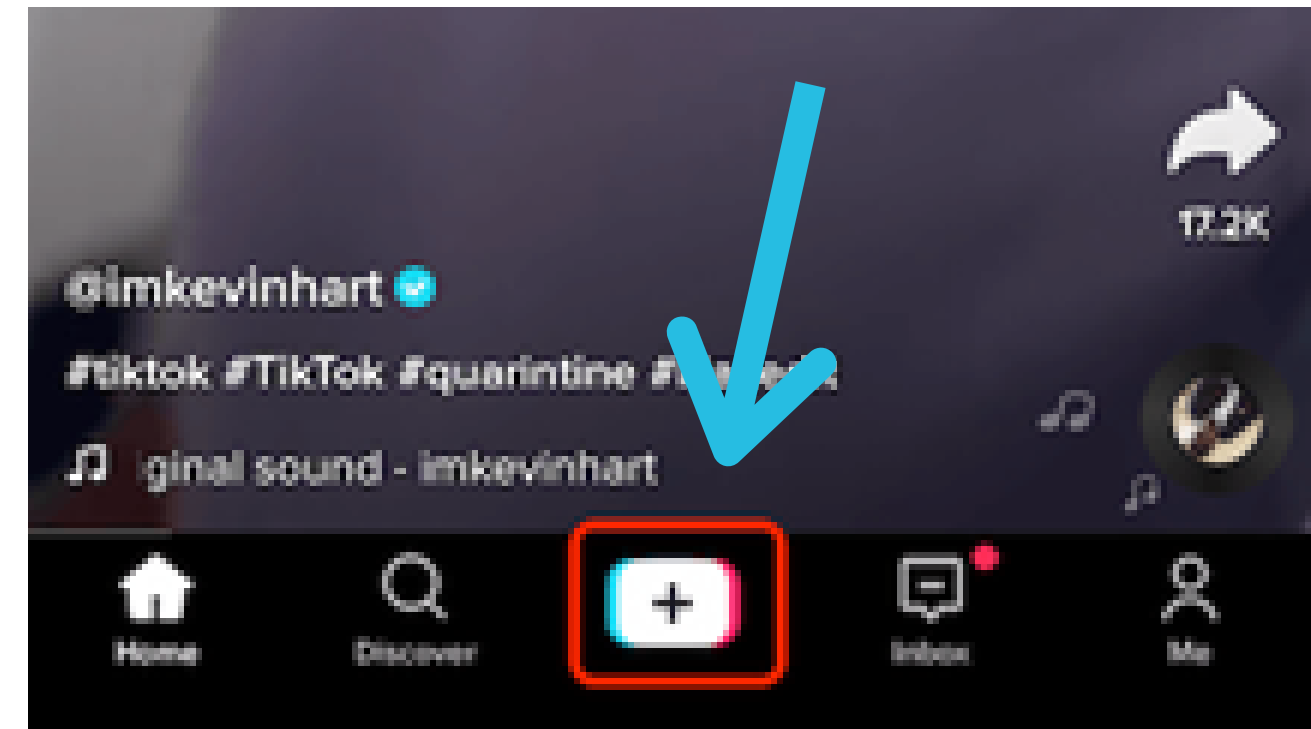 17.2K
@imkevinhart
#tiktok #TikTok #quarintine
ginal sound - imkevinhart
Home
Discover
Inbox
Me